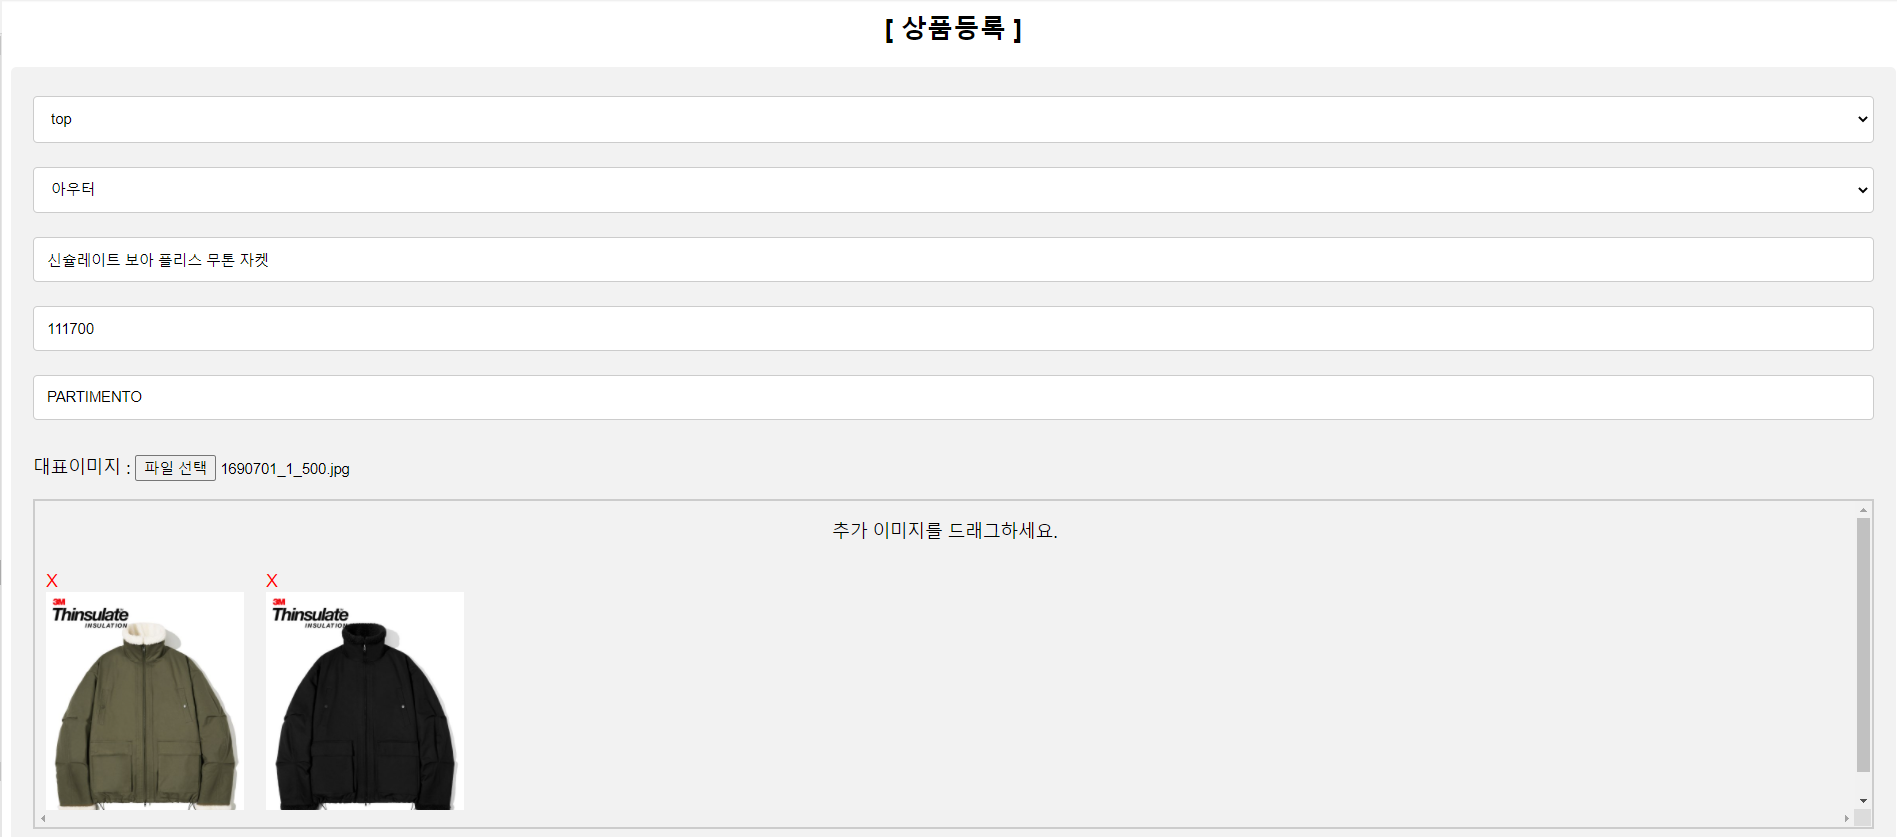 [ 상품등록 ]
top
아우터
신슐레이트 보아 플리스 무톤 자켓
111700
PARTIMENTO
대표이미지 : 파일 선택 1690701_1_500.jpg
추가 이미지를 드래그하세요.
X X
3M 3M
Thinsulate Thinsulate
INSULATION INSULATION